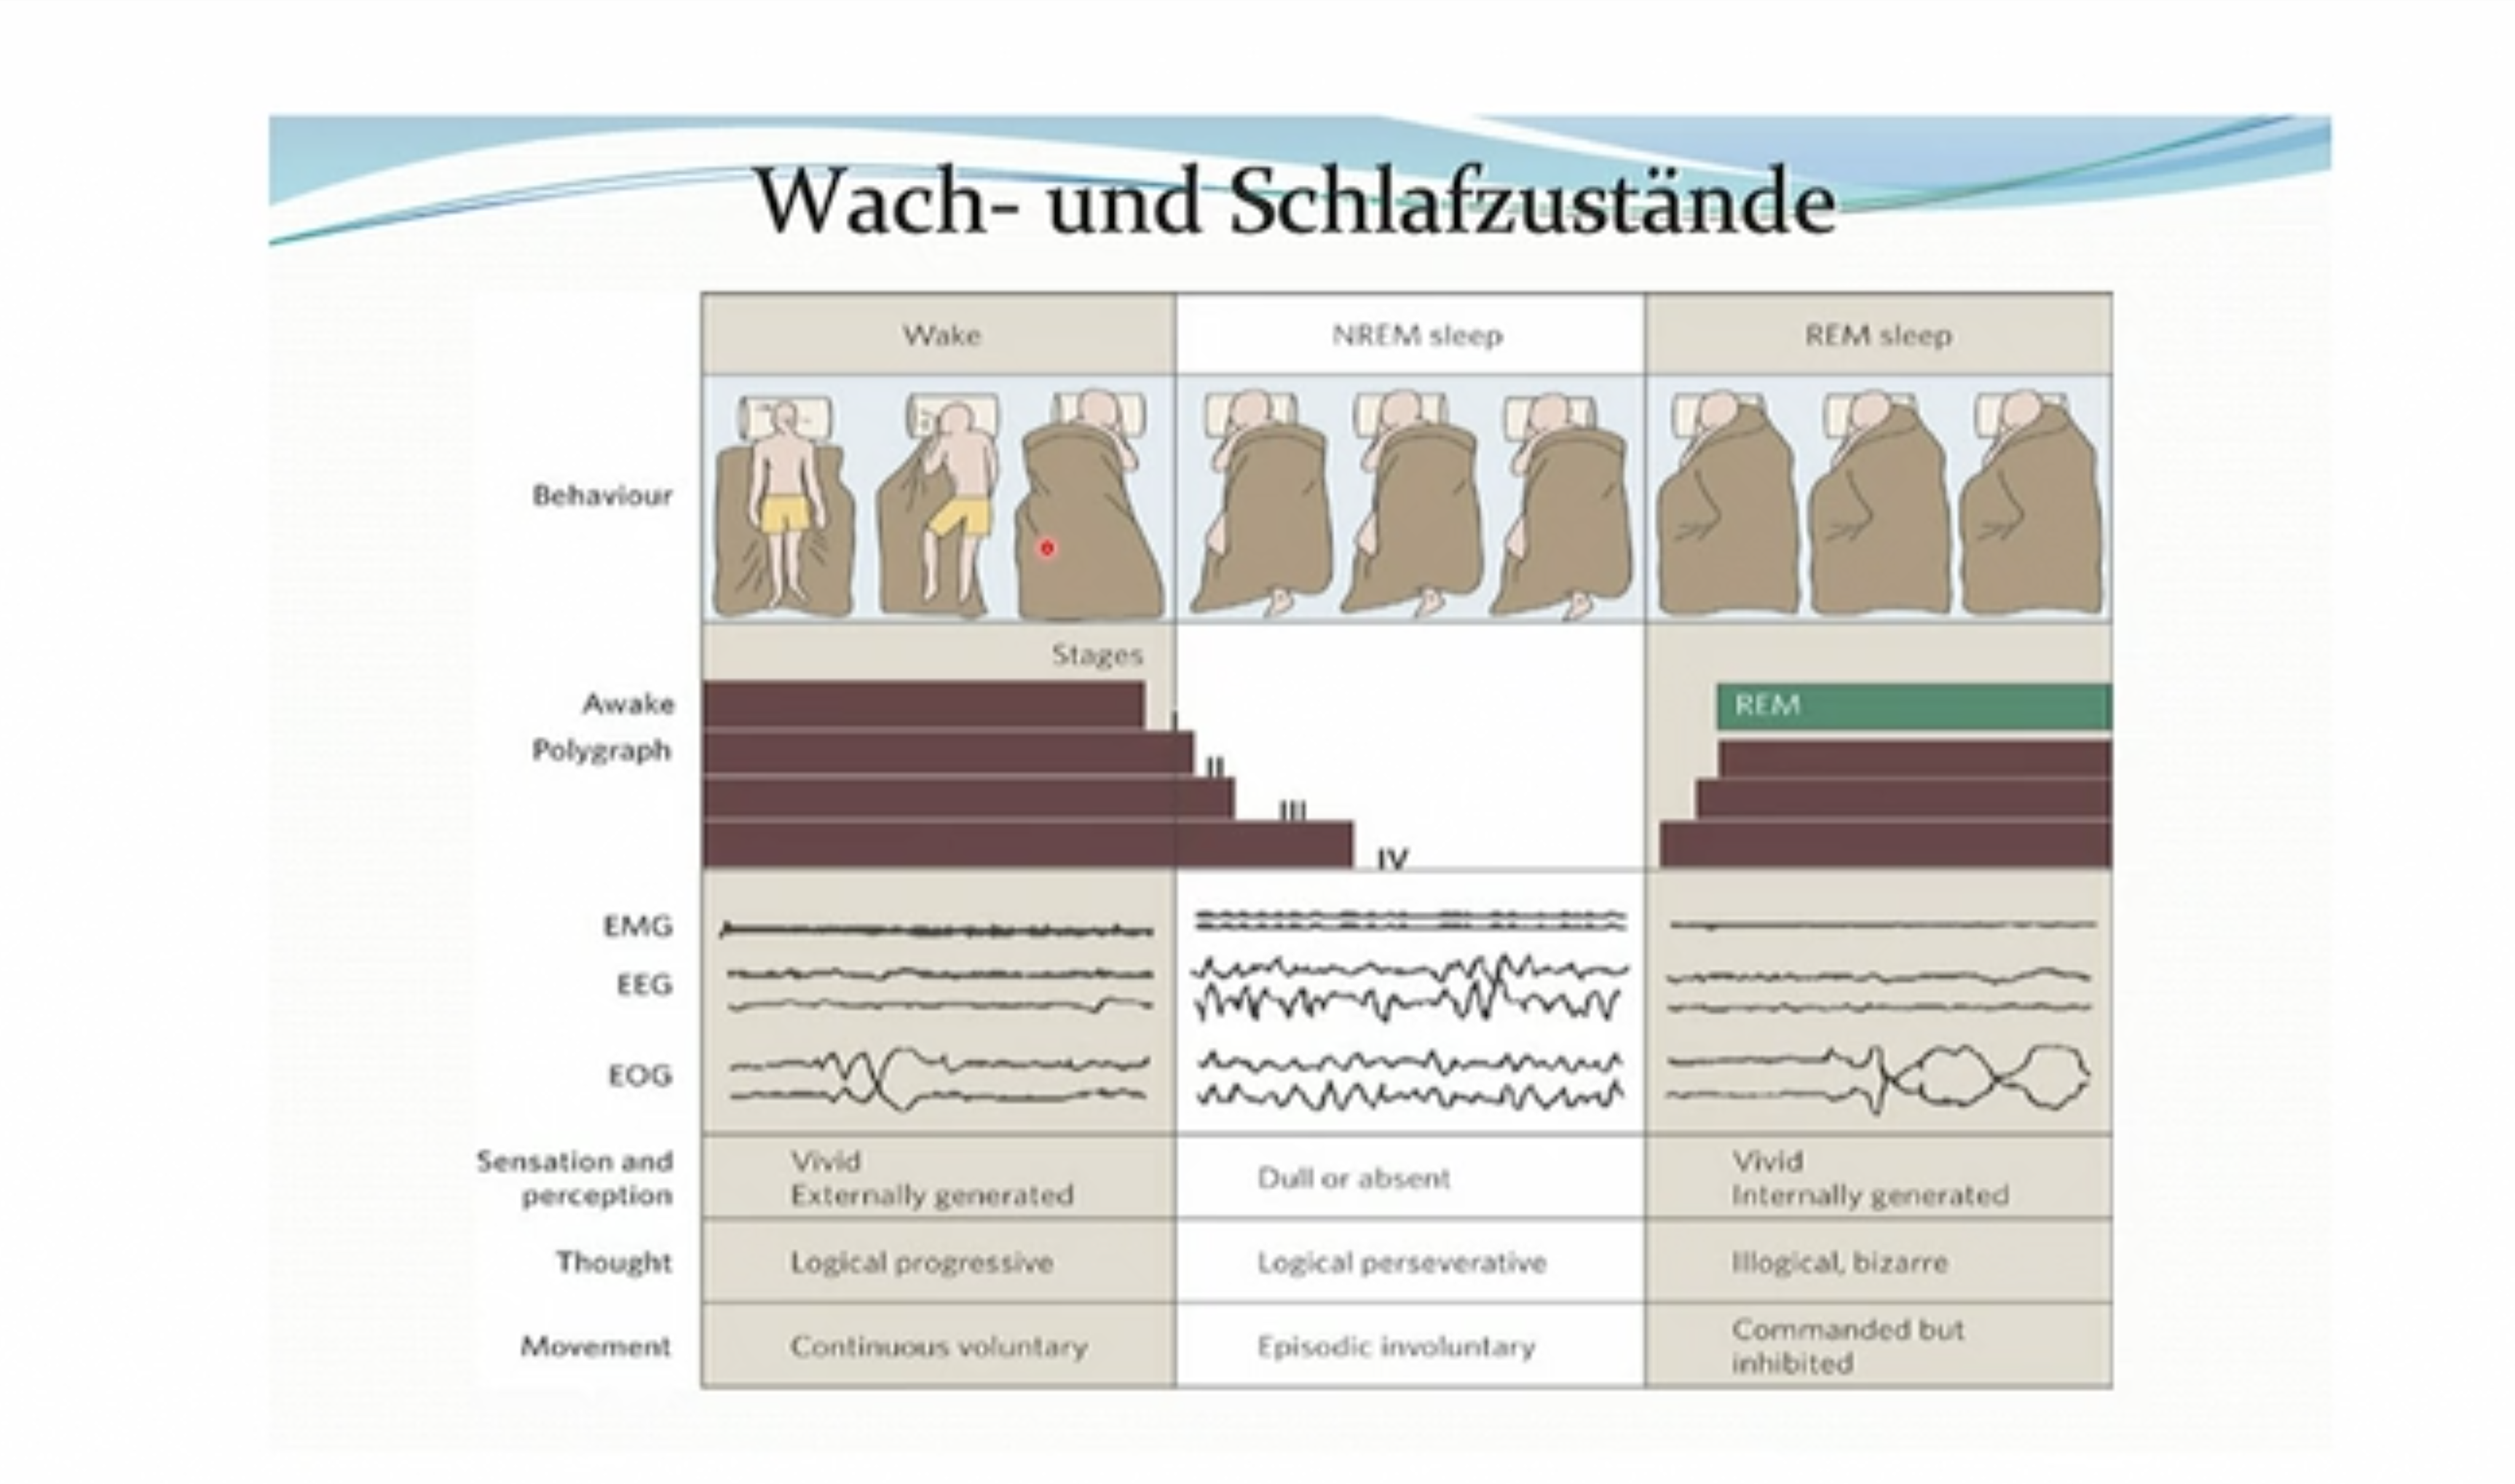 Wach- und Schlafzustände
Wake
NREM sleep
REM sleep
Behaviour
Stages
Awake
REM
I
Polygraph
II
III
IV
EMG
EEG
EOG
Sensation and
perception
Vivid
Externally generated
Dull or absent
Vivid
Internally generated
Thought
Logical progressive
Logical perseverative
Illogical, bizarre
Movement
Continuous voluntary
Episodic involuntary
Commanded but
inhibited